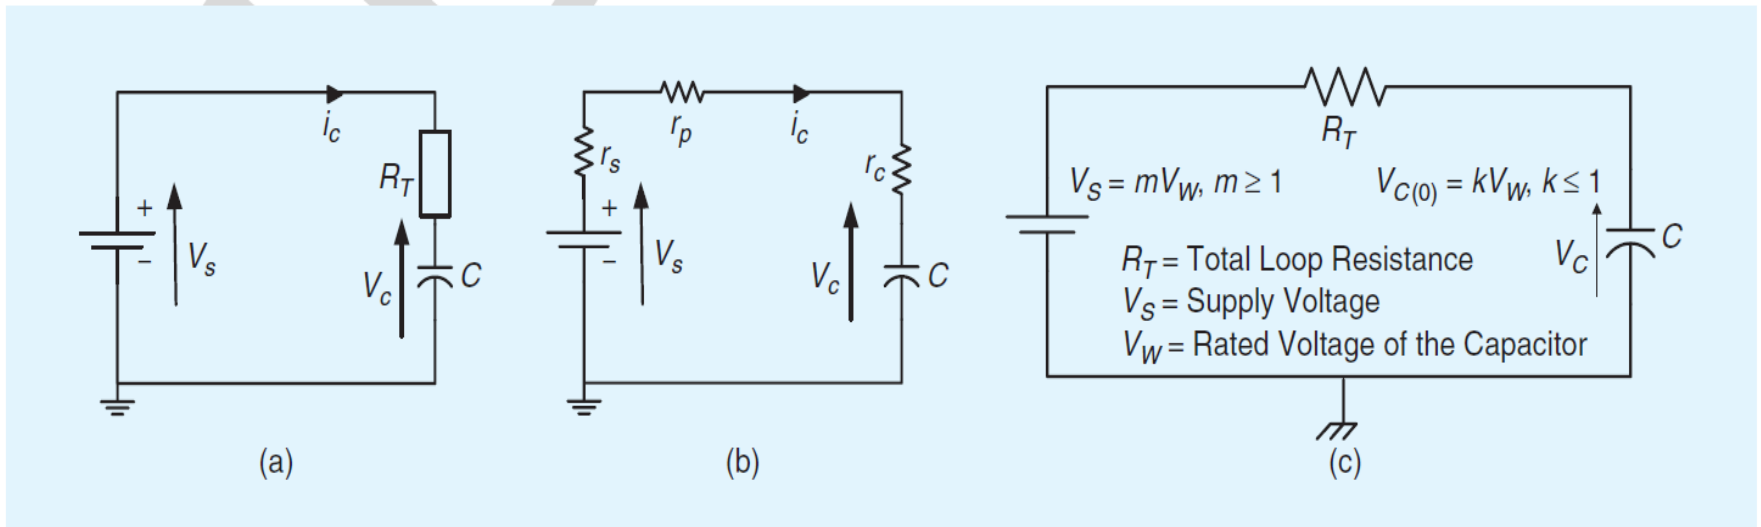 i_c
R_T
+
−
V_s
V_c
C
(a)
r_p
i_c
r_s
r_c
+
−
V_s
V_c
C
(b)
R_T
V_S = mV_W, m ≥ 1
V_C(0) = kV_W, k ≤ 1
R_T = Total Loop Resistance
V_S = Supply Voltage
V_W = Rated Voltage of the Capacitor
V_C
C
(c)